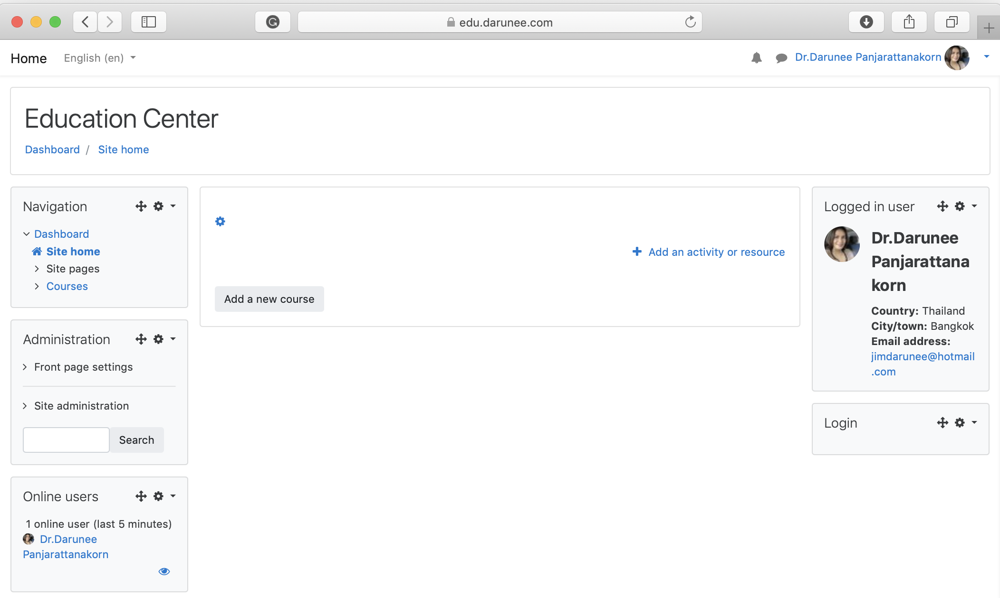 edu.darunee.com
Home English (en) Dr.Darunee Panjarattanakorn
Education Center
Dashboard / Site home
Navigation
Dashboard
Site home
Site pages
Courses
Administration
Front page settings
Site administration
Search
Online users
1 online user (last 5 minutes)
Dr.Darunee
Panjarattanakorn
Add an activity or resource
Add a new course
Logged in user
Dr.Darunee
Panjarattana
korn
Country: Thailand
City/town: Bangkok
Email address:
jimdarunee@hotmail
.com
Login